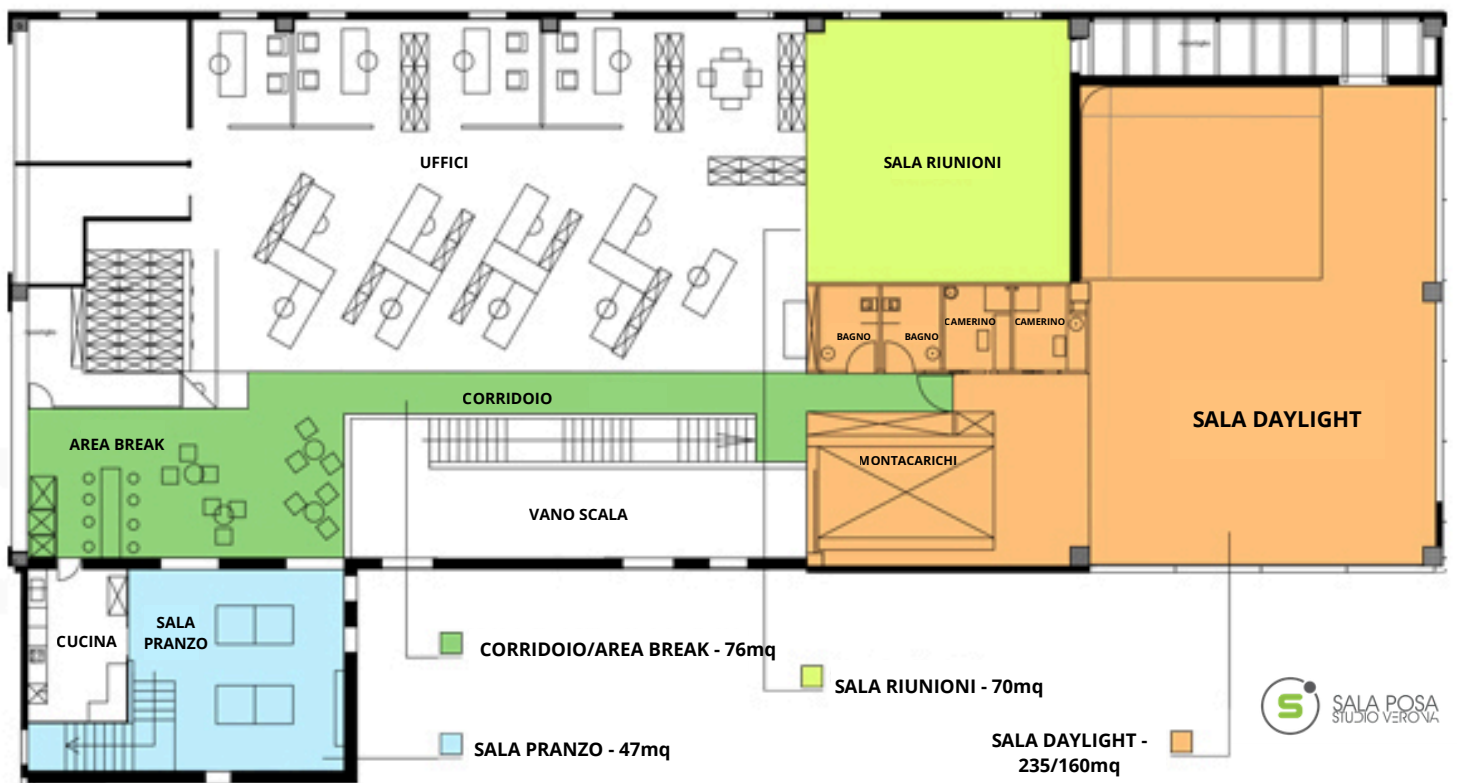 UFFICI
SALA RIUNIONI
BAGNO
BAGNO
CAMERINO
CAMERINO
CORRIDOIO
SALA DAYLIGHT
AREA BREAK
MONTACARICHI
VANO SCALA
CUCINA
SALA
PRANZO
CORRIDOIO/AREA BREAK - 76mq
SALA RIUNIONI - 70mq
SALA PRANZO - 47mq
SALA DAYLIGHT -
235/160mq
S
SALA POSA
STUDIO VERONA